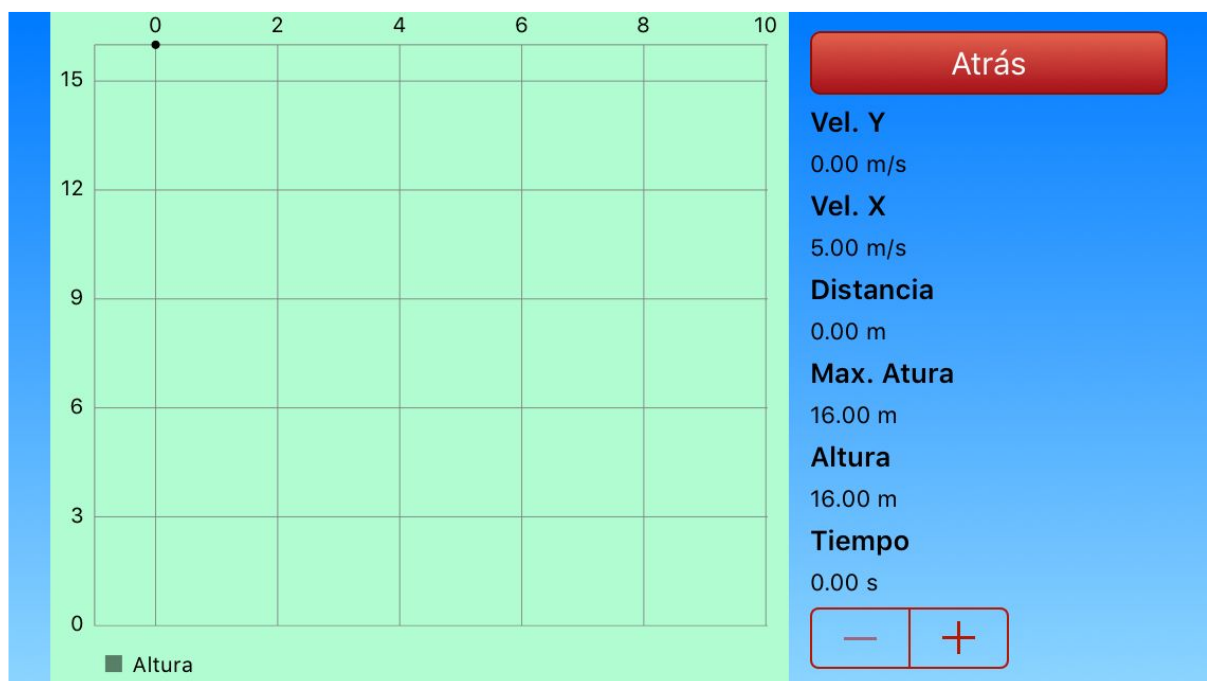 0 2 4 6 8 10
15
12
9
6
3
0
Altura
Atrás
Vel. Y
0.00 m/s
Vel. X
5.00 m/s
Distancia
0.00 m
Max. Atura
16.00 m
Altura
16.00 m
Tiempo
0.00 s
− +